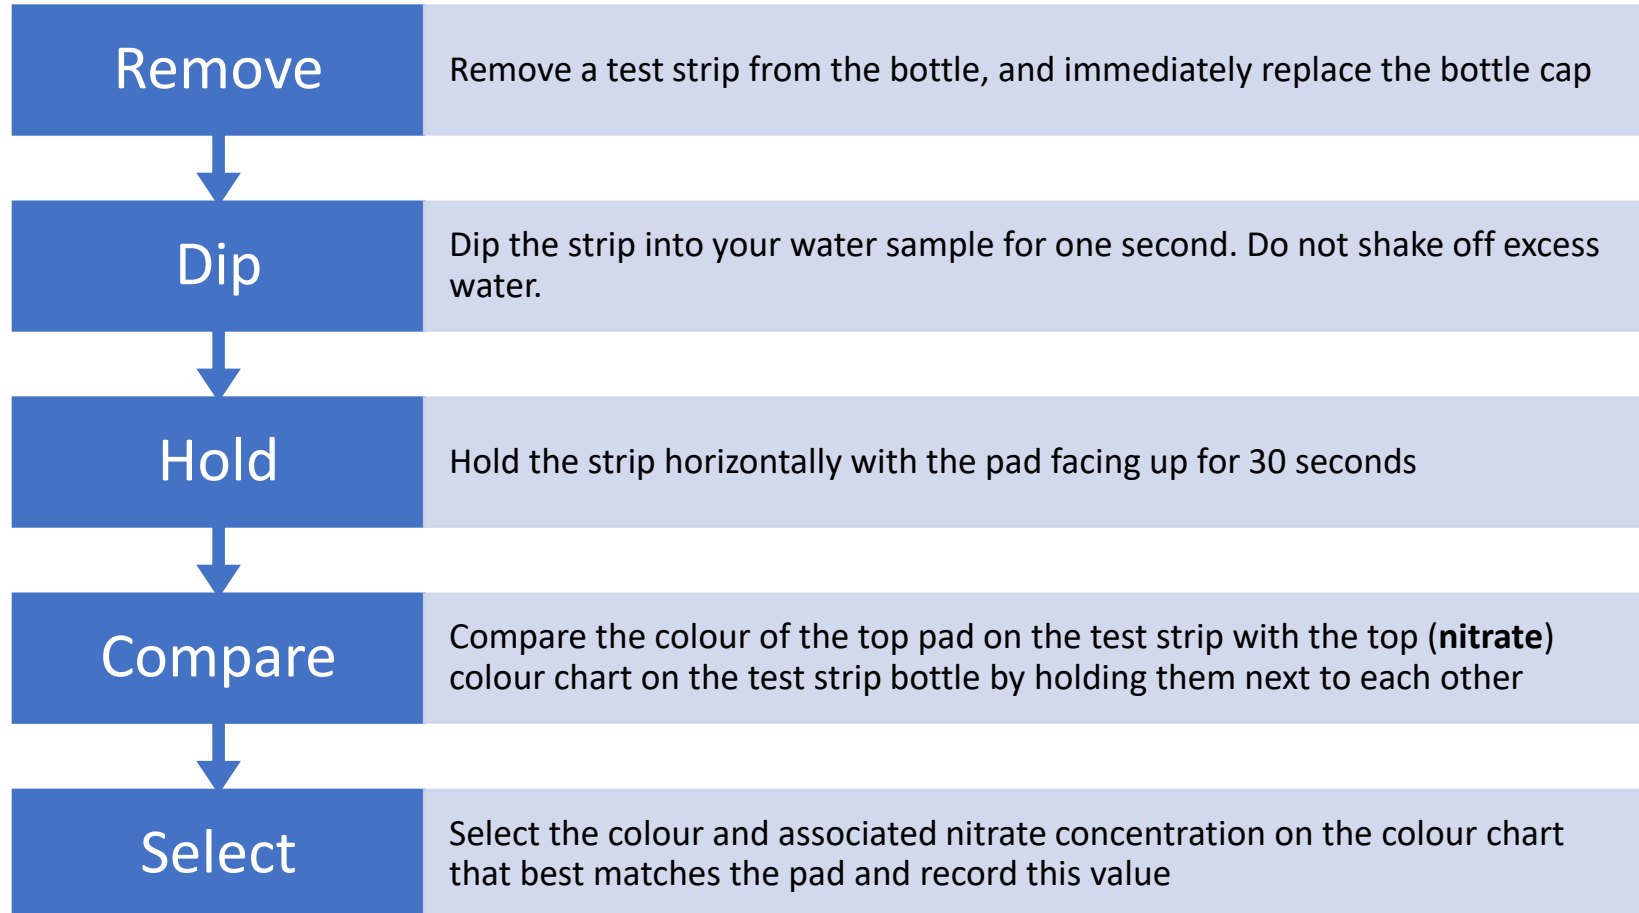 Remove
Remove a test strip from the bottle, and immediately replace the bottle cap
Dip
Dip the strip into your water sample for one second. Do not shake off excess
water.
Hold
Hold the strip horizontally with the pad facing up for 30 seconds
Compare
Compare the colour of the top pad on the test strip with the top (nitrate)
colour chart on the test strip bottle by holding them next to each other
Select
Select the colour and associated nitrate concentration on the colour chart
that best matches the pad and record this value